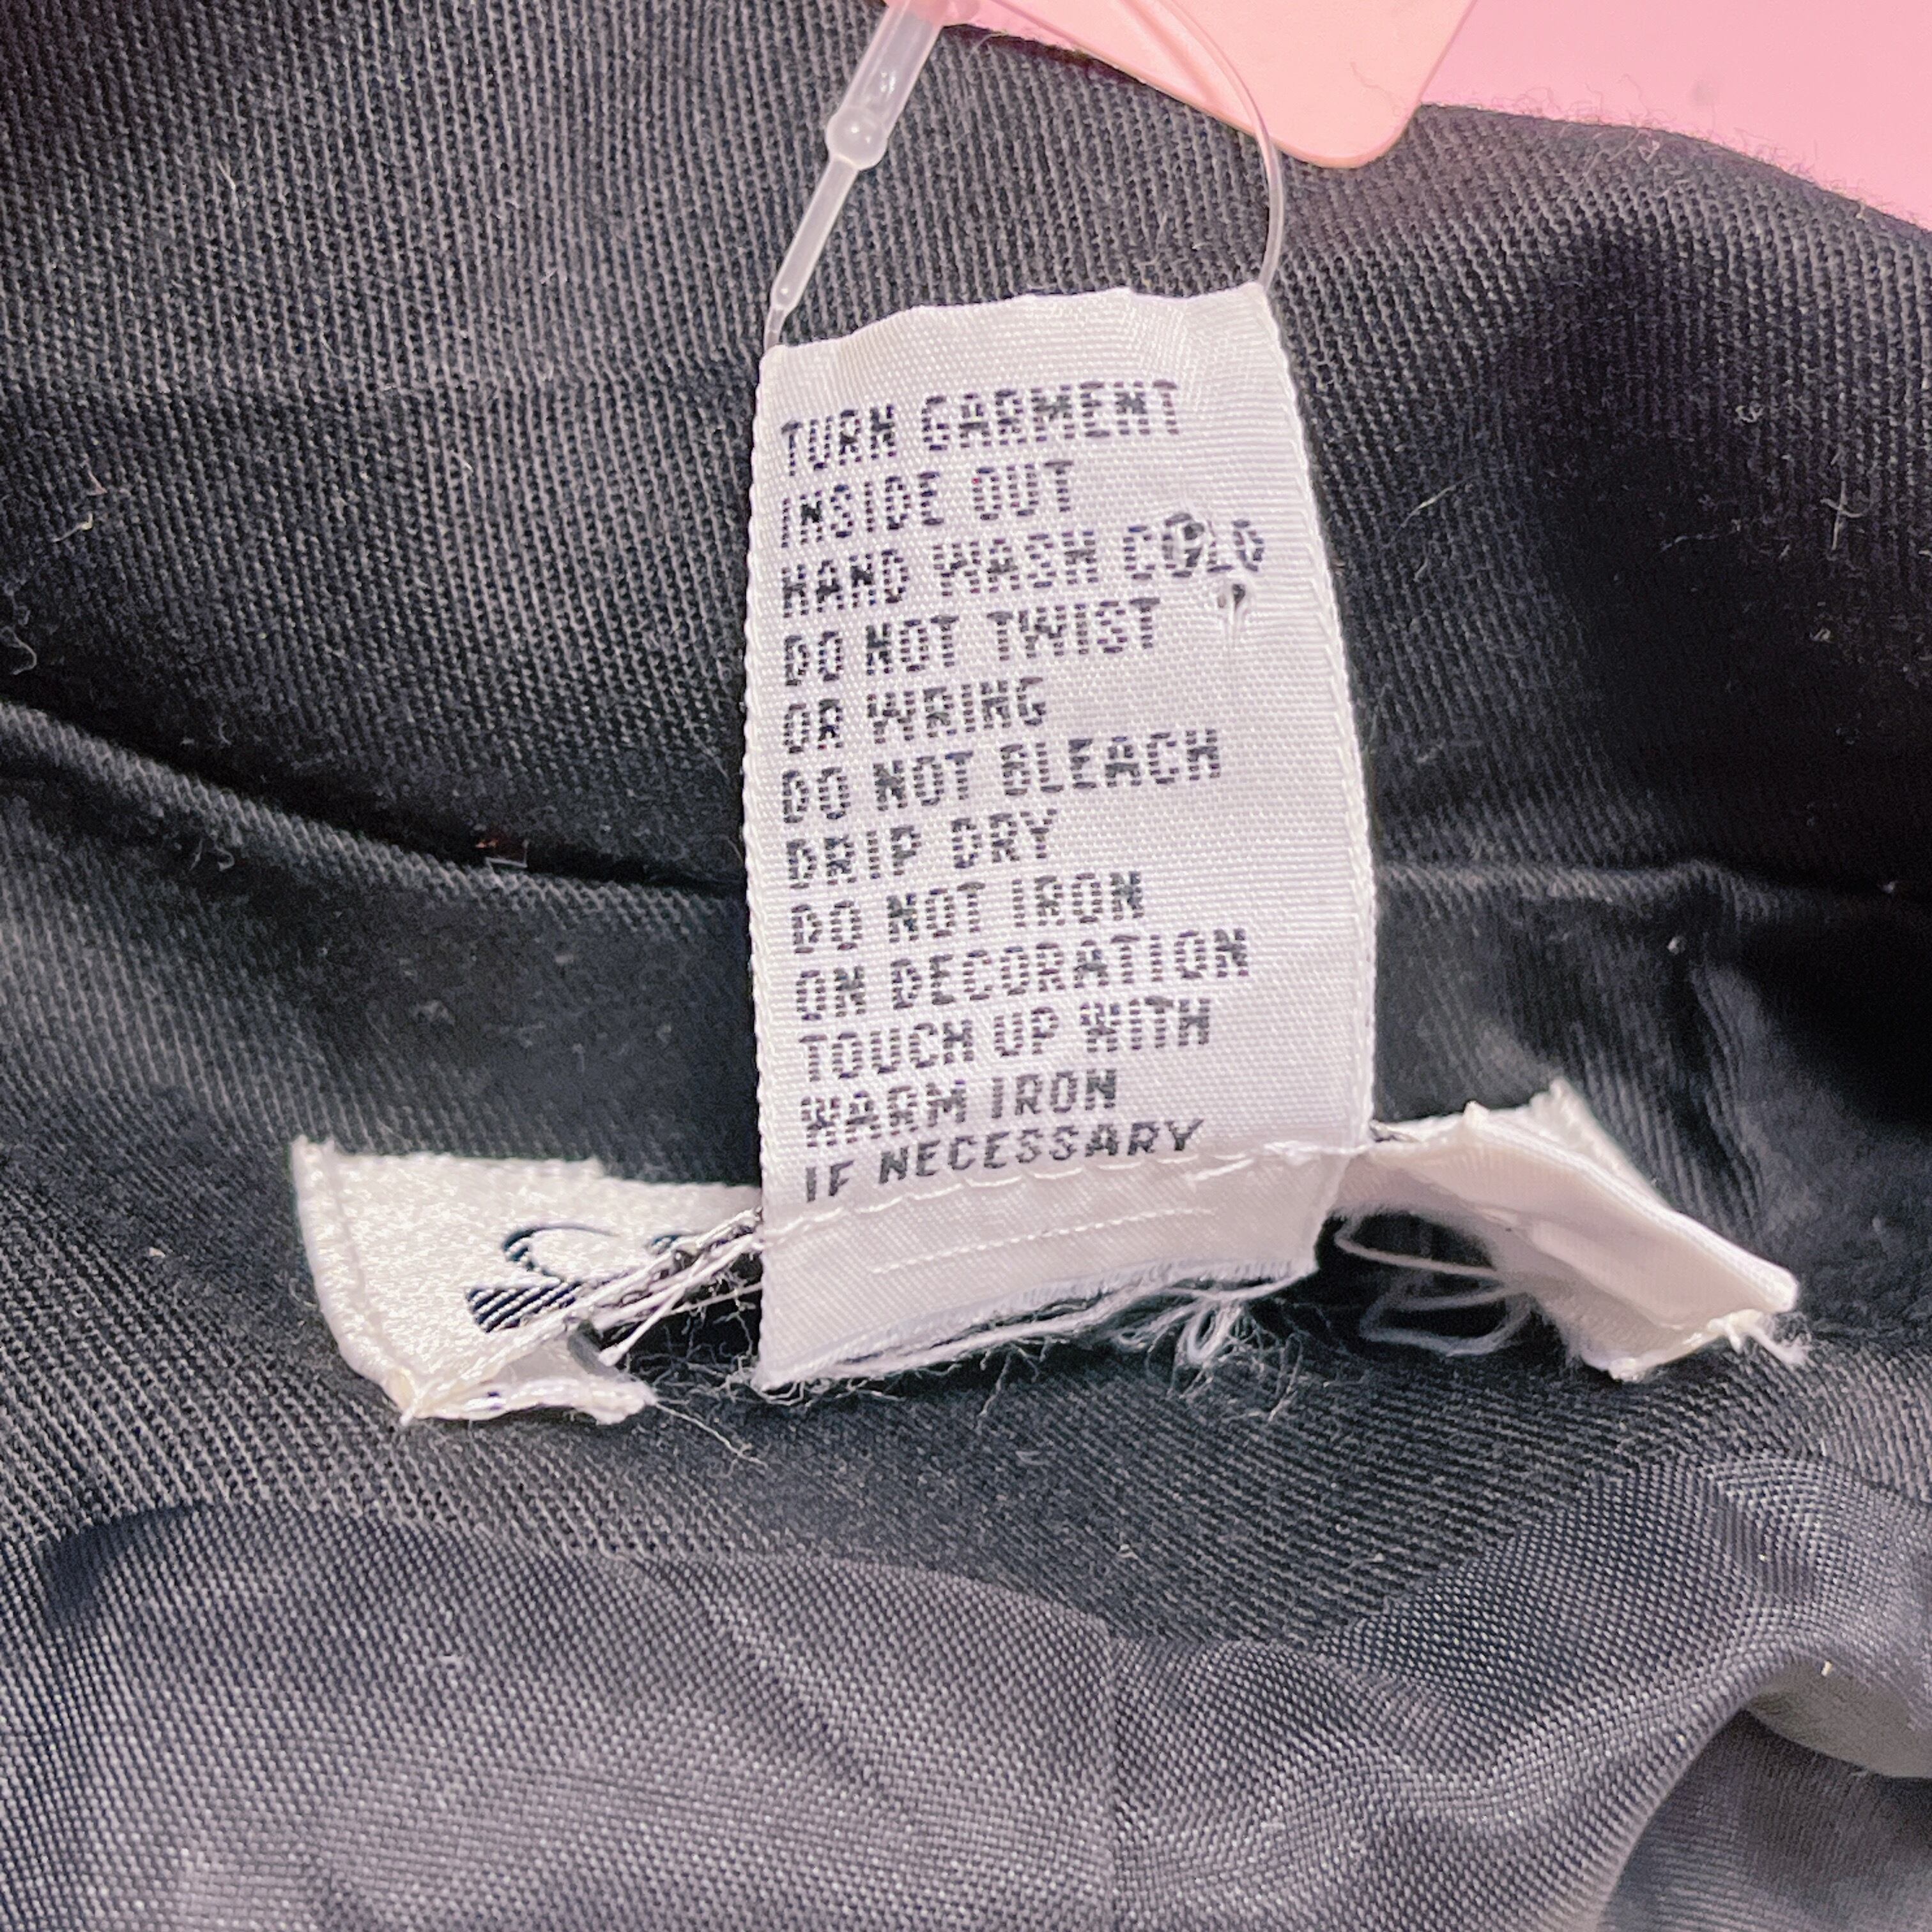 TURN GARMENT
INSIDE OUT
HAND WASH COLD
DO NOT TWIST
OR WRING
DO NOT BLEACH
DRIP DRY
DO NOT IRON
ON DECORATION
TOUCH UP WITH
WARM IRON
IF NECESSARY